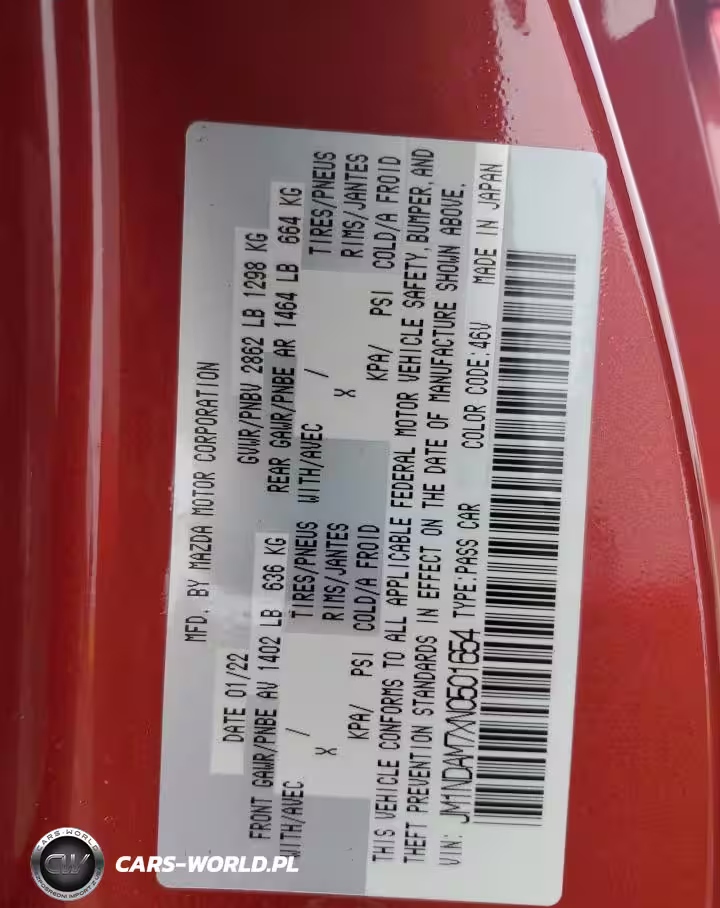 MFD. BY MAZDA MOTOR CORPORATION
DATE 01/22 GVWR/PNBV 2862 LB 1298 KG
FRONT GAWR/PNBE AV 1402 LB 636 KG REAR GAWR/PNBE AR 1464 LB 664 KG
WITH/AVEC / TIRES/PNEUS WITH/AVEC / TIRES/PNEUS
X RIMS/JANTES X RIMS/JANTES
KPA/ PSI COLD/A FROID KPA/ PSI COLD/A FROID
THIS VEHICLE CONFORMS TO ALL APPLICABLE FEDERAL MOTOR VEHICLE SAFETY, BUMPER, AND
THEFT PREVENTION STANDARDS IN EFFECT ON THE DATE OF MANUFACTURE SHOWN ABOVE.
VIN: JM1NDAM7XN0501654 TYPE:PASS CAR COLOR CODE:46V MADE IN JAPAN
CARS-WORLD
CW
CARS-WORLD.PL